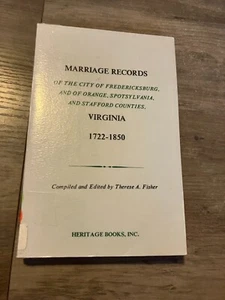 MARRIAGE RECORDS
OF THE CITY OF FREDERICKSBURG,
AND OF ORANGE, SPOTSYLVANIA,
AND STAFFORD COUNTIES,
VIRGINIA
1722-1850
Compiled and Edited by Therese A. Fisher
HERITAGE BOOKS, INC.